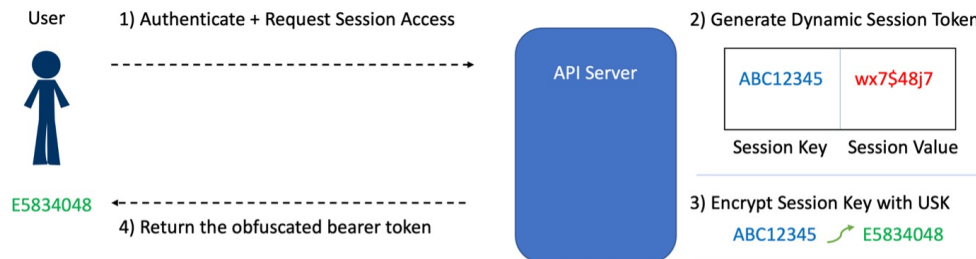 User
1) Authenticate + Request Session Access
2) Generate Dynamic Session Token
API Server
ABC12345 wx7$48j7
Session Key Session Value
E5834048
3) Encrypt Session Key with USK
4) Return the obfuscated bearer token
ABC12345 E5834048